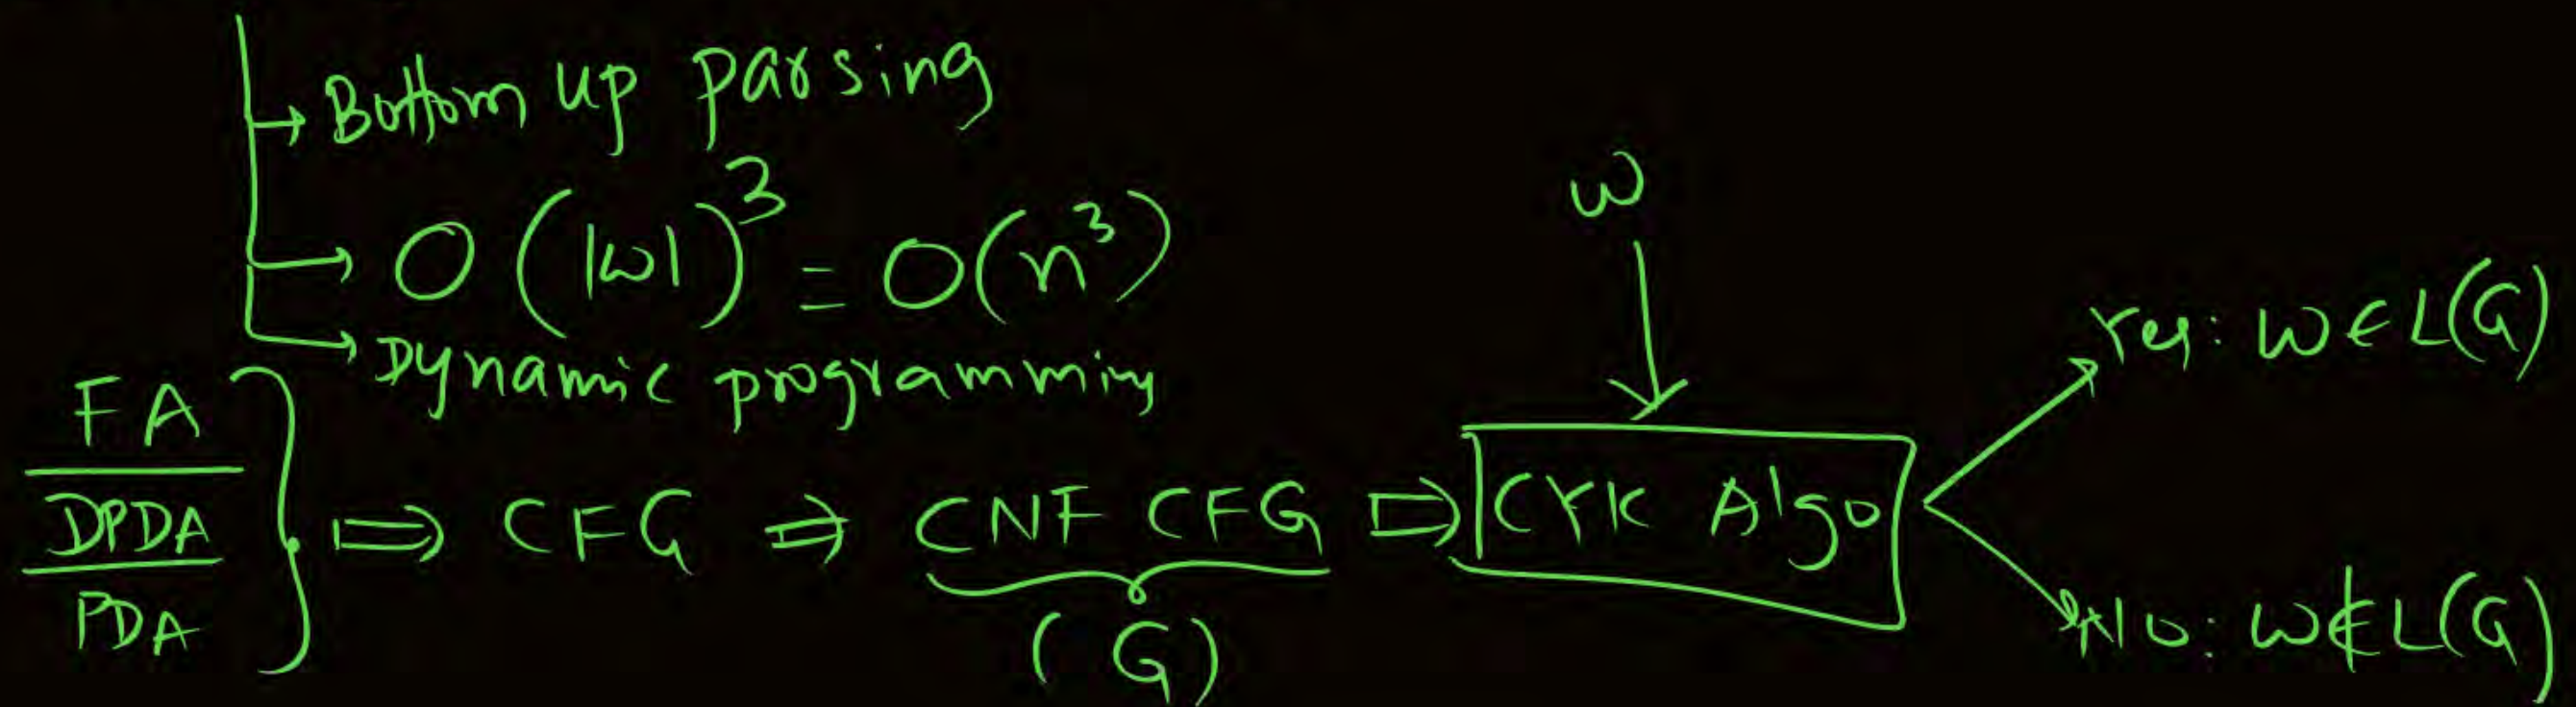 → Bottom up parsing
→ O(|w|)³ = O(n³)
→ Dynamic programming
w
FA
DPDA
PDA
} ⇒ CFG ⇒ CNF CFG ⇒ CYK Algo
(G)
Yes: w ∈ L(G)
No: w ∉ L(G)